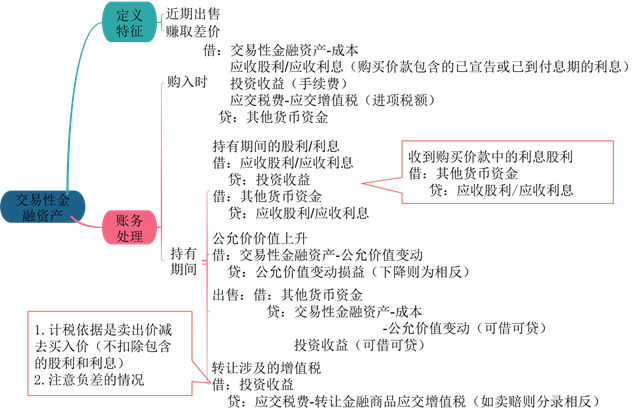 定义
特征
近期出售
赚取差价
借：交易性金融资产-成本
应收股利/应收利息（购买价款包含的已宣告或已到付息期的利息）
购入时
投资收益（手续费）
应交税费-应交增值税（进项税额）
贷：其他货币资金
交易性金
融资产
账务
处理
持有
期间
持有期间的股利/利息
借：应收股利/应收利息
贷：投资收益
借：其他货币资金
贷：应收股利/应收利息
收到购买价款中的利息股利
借：其他货币资金
贷：应收股利/应收利息
公允价价值上升
借：交易性金融资产-公允价值变动
贷：公允价值变动损益（下降则为相反）
出售：借：其他货币资金
贷：交易性金融资产-成本
-公允价值变动（可借可贷）
投资收益（可借可贷）
1. 计税依据是卖出价减
去买入价（不扣除包含
的股利和利息）
2. 注意负差的情况
转让涉及的增值税
借：投资收益
贷：应交税费-转让金融商品应交增值税（如卖赔则分录相反）